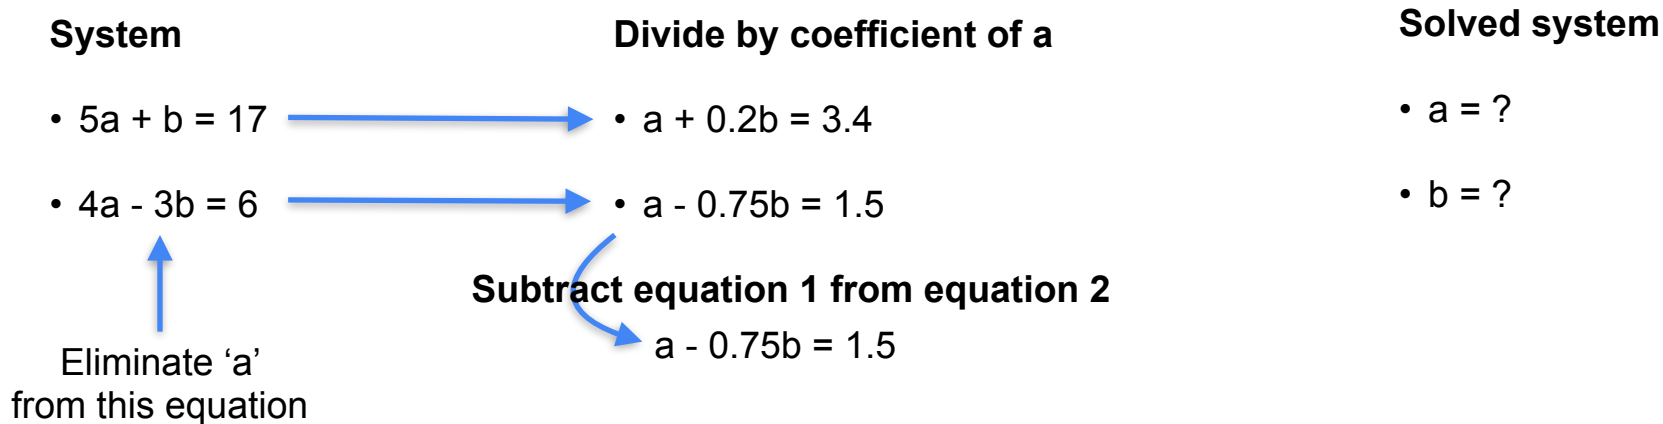 System
• 5a + b = 17
• 4a - 3b = 6
Eliminate ‘a’
from this equation
Divide by coefficient of a
• a + 0.2b = 3.4
• a - 0.75b = 1.5
Subtract equation 1 from equation 2
a - 0.75b = 1.5
Solved system
• a = ?
• b = ?